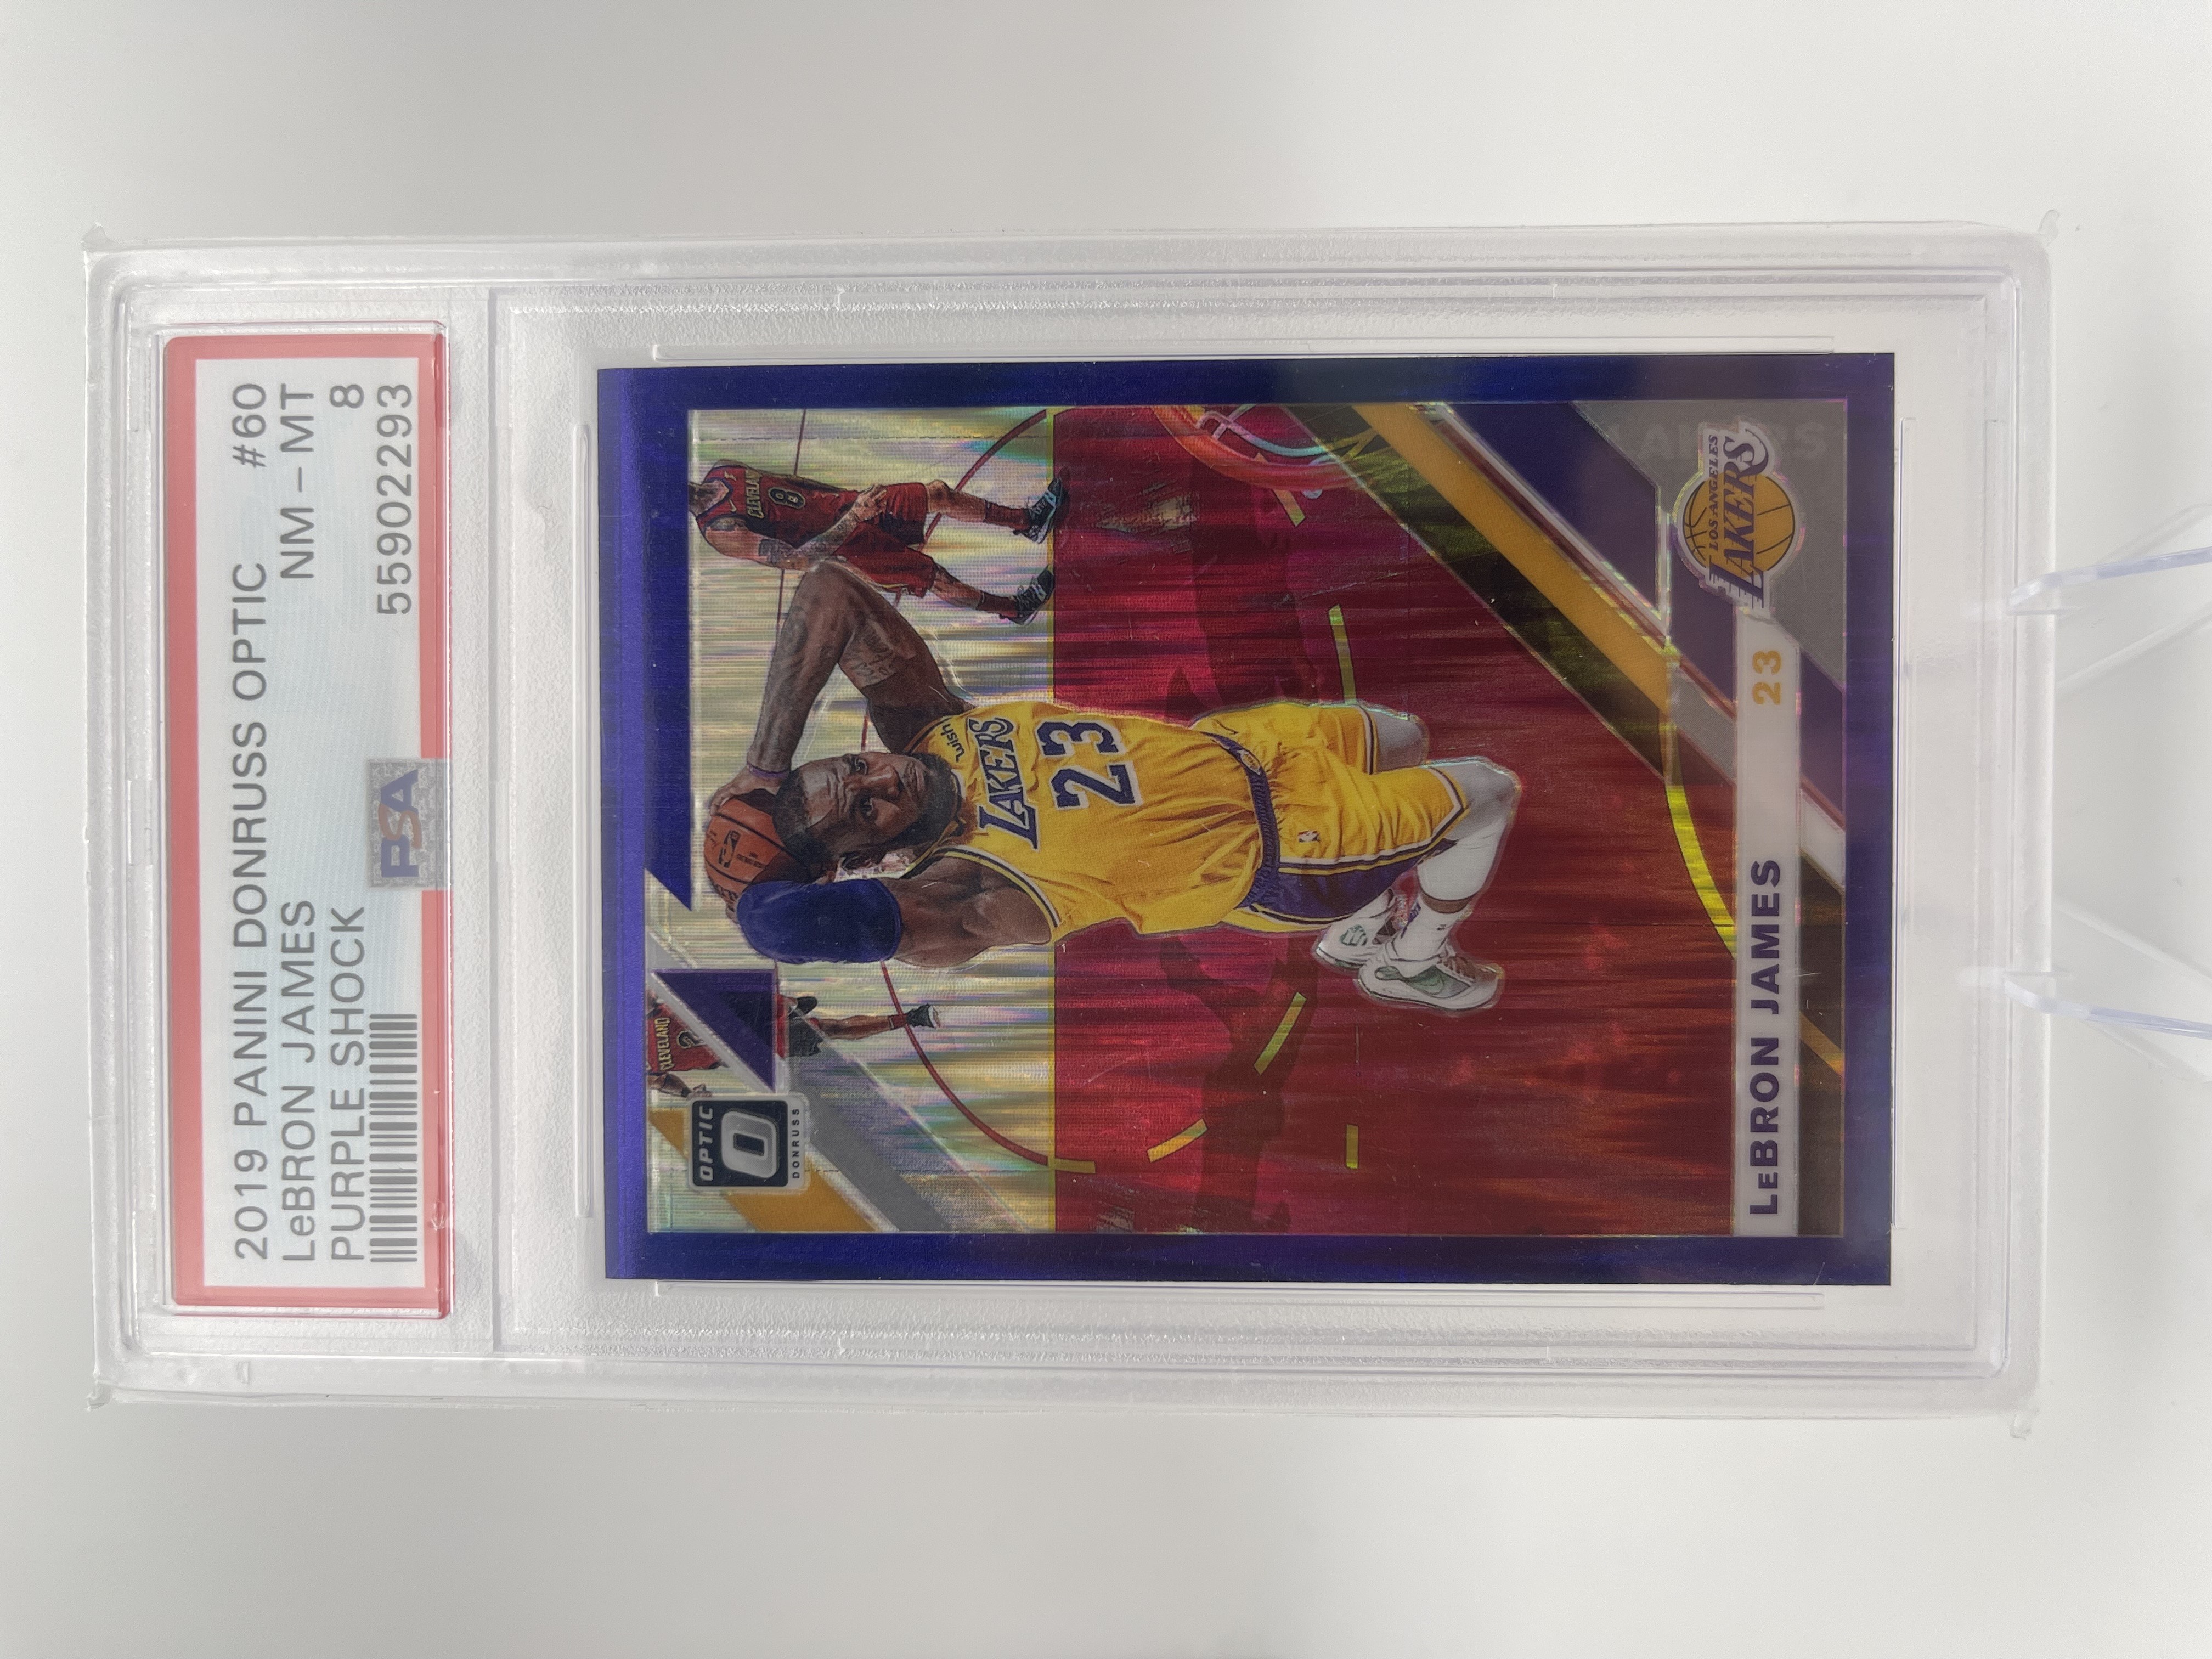 2019 PANINI DONRUSS OPTIC #60
LeBRON JAMES NM - MT
PURPLE SHOCK 8
PSA 55902293
CLEVELAND
2
OPTIC
O
DONRUSS
CLEVELAND
8
wish
LAKERS
23
LeBRON JAMES 23
LOS ANGELES
LAKERS